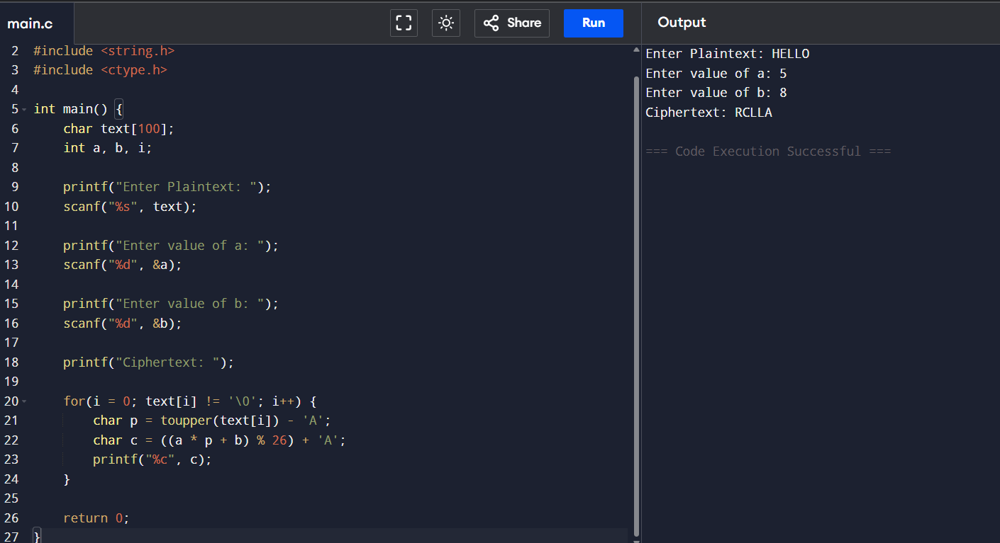 main.c
Share
Run
Output
2 #include <string.h>
3 #include <ctype.h>
4
5 int main() {
6     char text[100];
7     int a, b, i;
8
9     printf("Enter Plaintext: ");
10     scanf("%s", text);
11
12     printf("Enter value of a: ");
13     scanf("%d", &a);
14
15     printf("Enter value of b: ");
16     scanf("%d", &b);
17
18     printf("Ciphertext: ");
19
20     for(i = 0; text[i] != '\0'; i++) {
21         char p = toupper(text[i]) - 'A';
22         char c = ((a * p + b) % 26) + 'A';
23         printf("%c", c);
24     }
25
26     return 0;
27 }
Enter Plaintext: HELLO
Enter value of a: 5
Enter value of b: 8
Ciphertext: RCLLA
=== Code Execution Successful ===